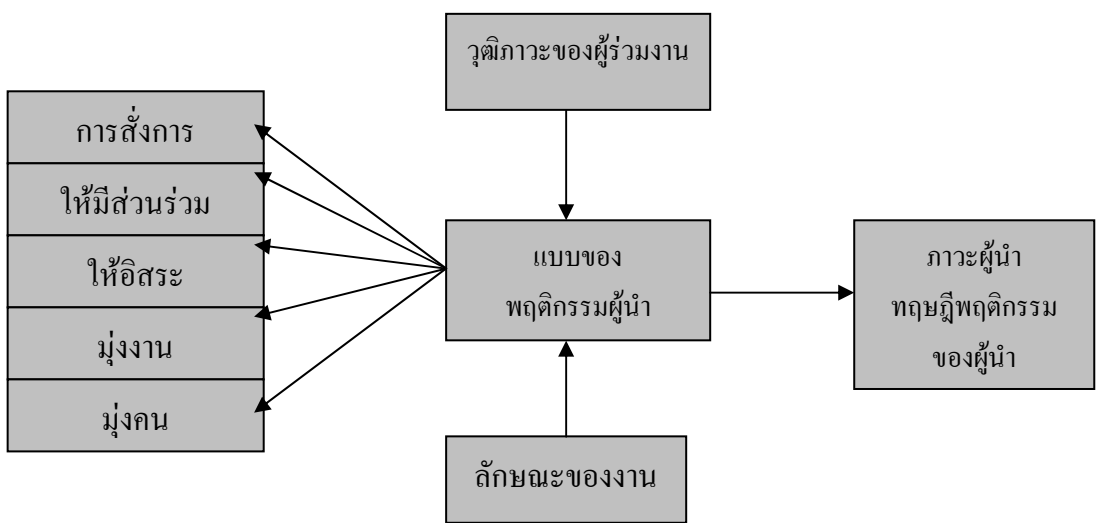 วุฒิภาวะของผู้ร่วมงาน
การสั่งการ
ให้มีส่วนร่วม
ให้อิสระ
มุ่งงาน
มุ่งคน
แบบของ
พฤติกรรมผู้นำ
ภาวะผู้นำ
ทฤษฎีพฤติกรรม
ของผู้นำ
ลักษณะของงาน